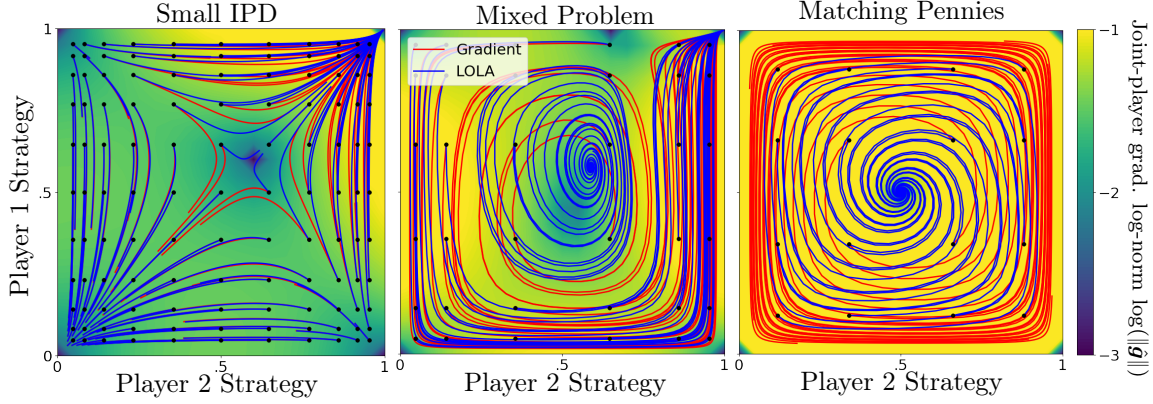 Small IPD
Mixed Problem
Matching Pennies
Player 1 Strategy
1
.5
0
0
.5
1
Player 2 Strategy
Gradient
LOLA
0
.5
1
Player 2 Strategy
0
.5
1
Player 2 Strategy
−1
−2
−3
Joint-player grad. log-norm log(||ĝ||)